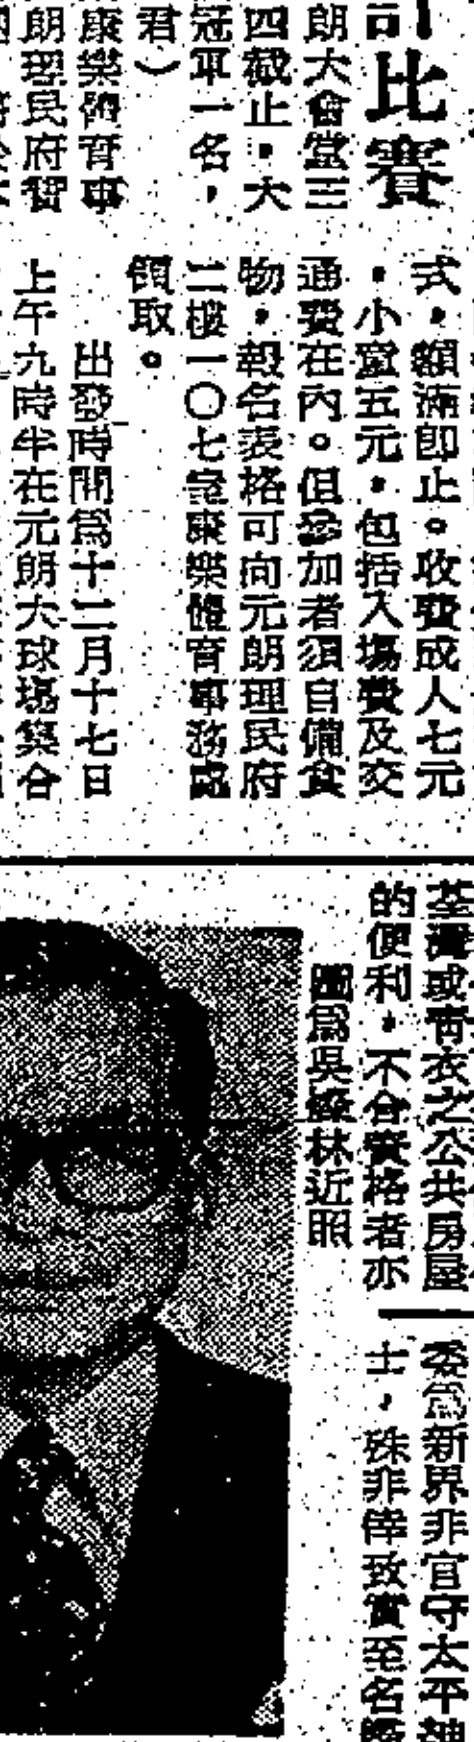 比賽
朗大會堂三
四截止，大
冠軍一名，
君）
康樂體育事
朗理民府贊
式，額滿即止。收費成人七元
，小童五元，包括入場費及交
通費在內。但參加者須自備食
物，報名表格可向元朗理民府
二樓一〇七室康樂體育事務處
領取。
出發時間為十二月十七日
上午九時半在元朗大球場集合
荃灣或青衣之公共房屋
的便利，不合資格者亦
圖為吳 林近照
委為新界非官守太平紳
士，殊非倖致實至名歸